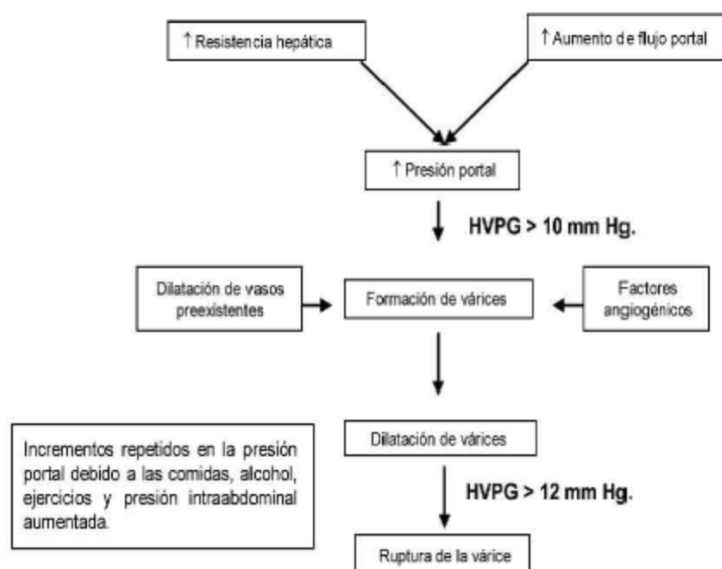 ↑ Resistencia hepática
↑ Aumento de flujo portal
↑ Presión portal
HVPG > 10 mm Hg.
Dilatación de vasos
preexistentes
Formación de várices
Factores
angiogénicos
Dilatación de várices
Incrementos repetidos en la presión
portal debido a las comidas, alcohol,
ejercicios y presión intraabdominal
aumentada.
HVPG > 12 mm Hg.
Ruptura de la várice